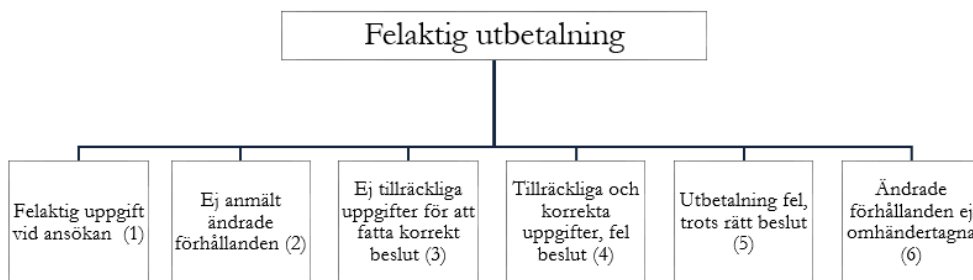 Felaktig utbetalning
Felaktig uppgift
vid ansökan (1)
Ej anmält
ändrade
förhållanden (2)
Ej tillräckliga
uppgifter för att
fatta korrekt
beslut (3)
Tillräckliga och
korrekta
uppgifter, fel
beslut (4)
Utbetalning fel,
trots rätt beslut
(5)
Ändrade
förhållanden ej
omhändertagna
(6)